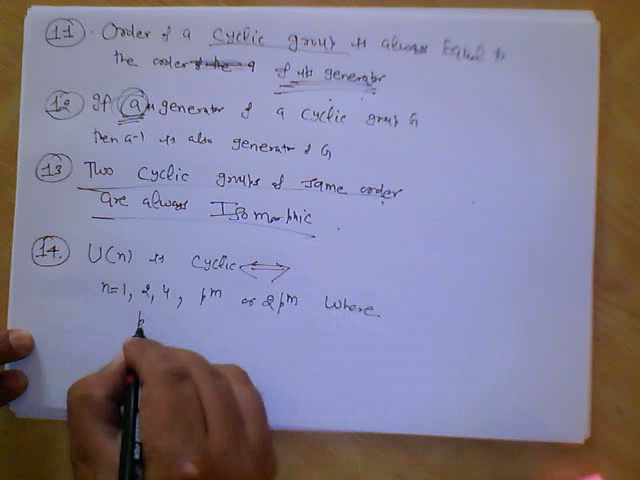 11. Order of a cyclic group is always Equal to
the order of its generator
12 If a is generator of a cyclic group G
then a-1 is also generator of G
13 Two cyclic groups of same order
are always Isomorphic.
14. U(n) is cyclic ⟺
n=1, 2, 4, pm or 2pm where
p